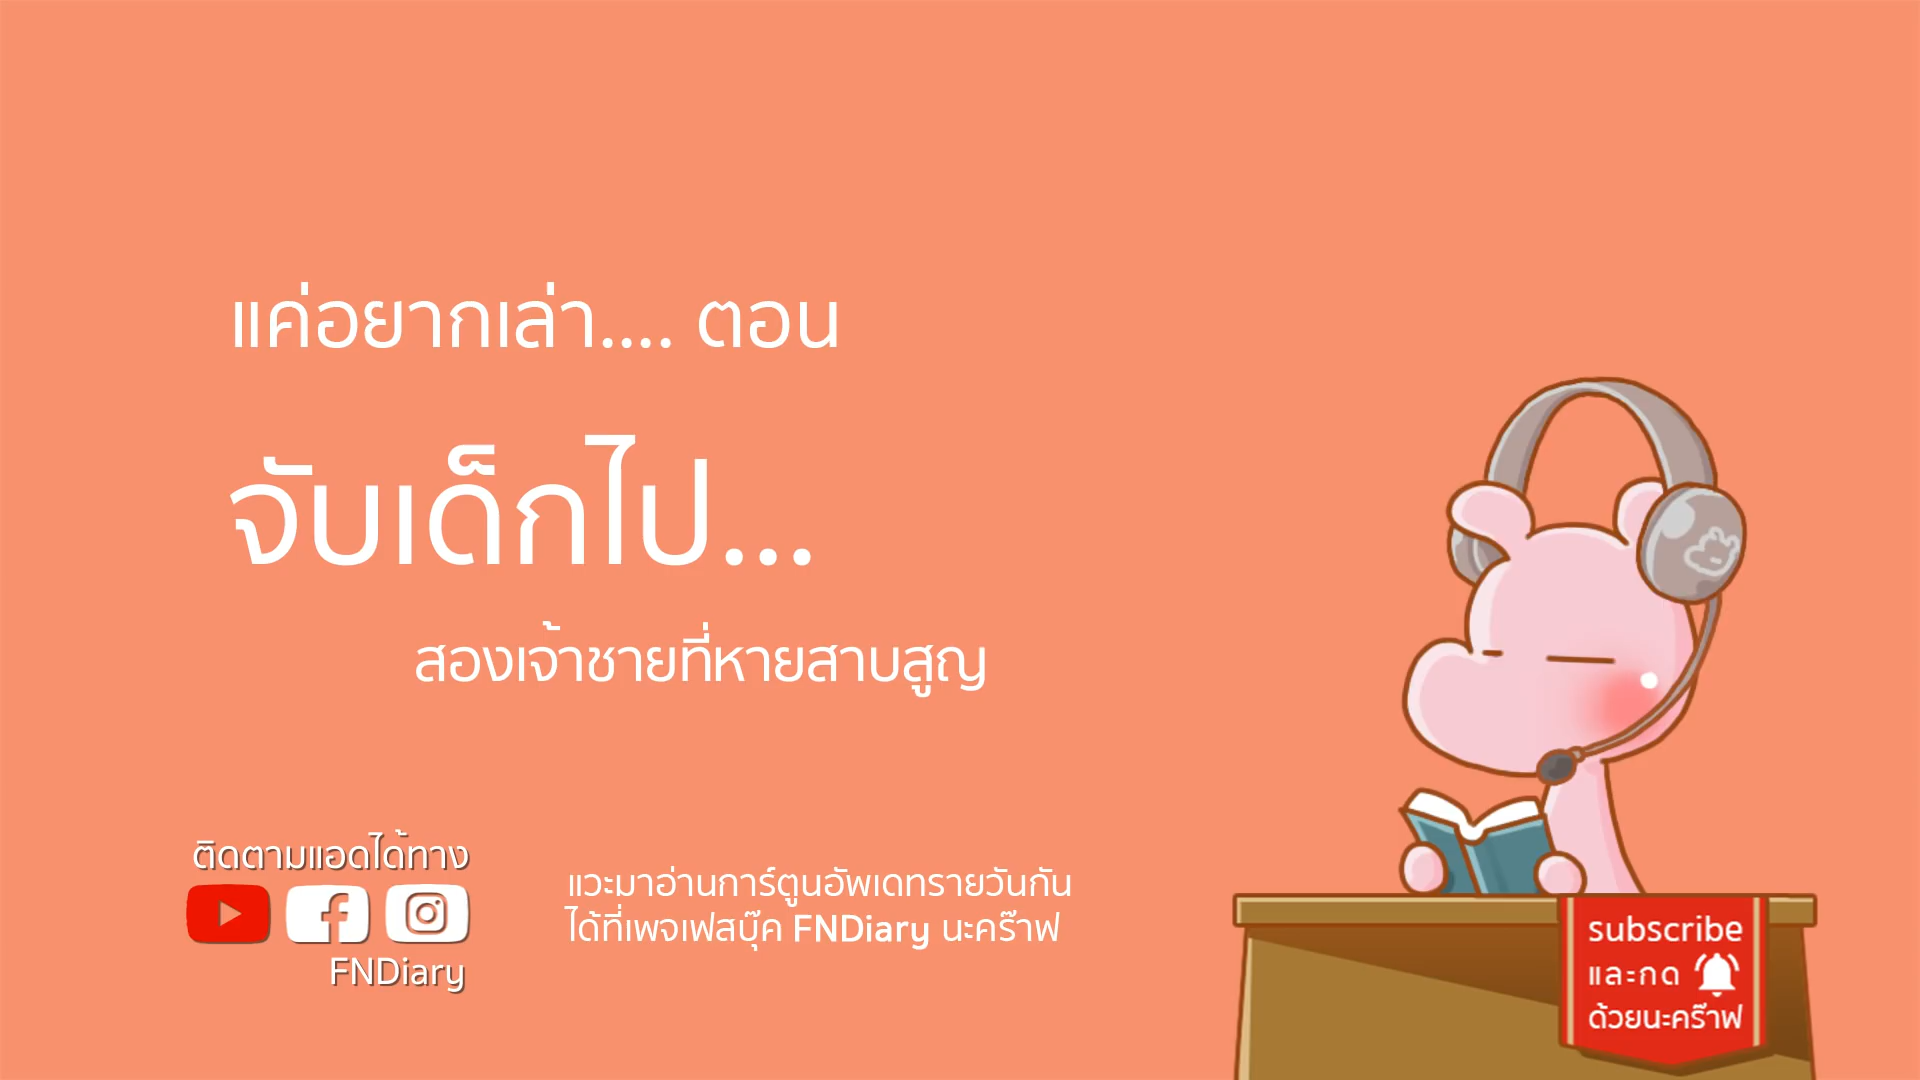 แค่อยากเล่า.... ตอน
จับเด็กไป...
สองเจ้าชายที่หายสาบสูญ
ติดตามแอดได้ทาง
FNDiary
แวะมาอ่านการ์ตูนอัพเดทรายวันกัน
ได้ที่เพจเฟสบุ๊ค FNDiary นะคร๊าฟ
subscribe
และกด
ด้วยนะคร๊าฟ